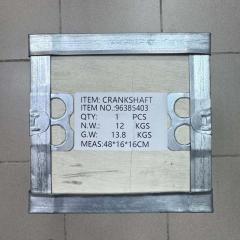 ITEM: CRANKSHAFT
ITEM NO.:96385403
QTY: 1 PCS
N.W.: 12 KGS
G.W.: 13.8 KGS
MEAS:48*16*16CM